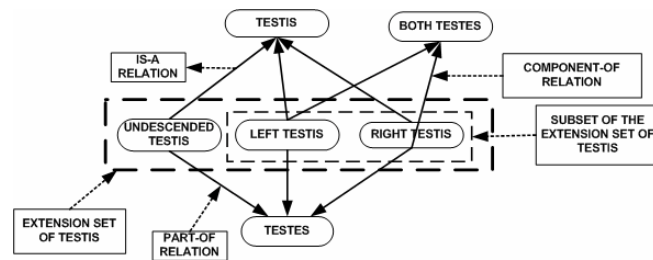 TESTIS
BOTH TESTES
IS-A
RELATION
COMPONENT-OF
RELATION
UNDESCENDED
TESTIS
LEFT TESTIS
RIGHT TESTIS
SUBSET OF THE
EXTENSION SET OF
TESTIS
EXTENSION SET
OF TESTIS
PART-OF
RELATION
TESTES